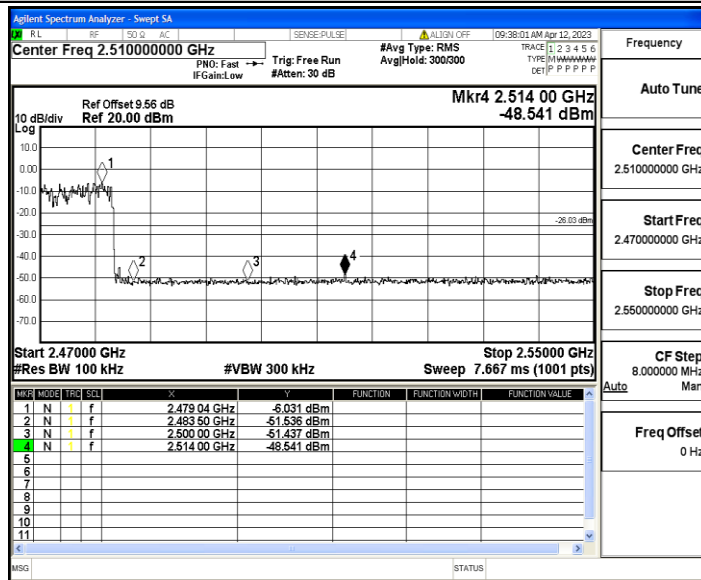 Agilent Spectrum Analyzer - Swept SA
RL RF 50 Ω AC SENSE:PULSE ALIGN OFF 09:38:01 AM Apr 12, 2023
Center Freq 2.510000000 GHz
PNO: Fast
IFGain:Low
Trig: Free Run
#Atten: 30 dB
#Avg Type: RMS
Avg|Hold: 300/300
TRACE 1 2 3 4 5 6
TYPE M W W W W W
DET P P P P P P
Frequency
Auto Tune
Center Freq
2.510000000 GHz
Start Freq
2.470000000 GHz
Stop Freq
2.550000000 GHz
CF Step
8.000000 MHz
Auto Man
Freq Offset
0 Hz
Mkr4 2.514 00 GHz
-48.541 dBm
Ref Offset 9.56 dB
10 dB/div Ref 20.00 dBm
Log
10.0
0.00
-10.0
-20.0
-30.0
-40.0
-50.0
-60.0
-70.0
1
2
3
4
-26.03 dBm
Start 2.47000 GHz Stop 2.55000 GHz
#Res BW 100 kHz #VBW 300 kHz Sweep 7.667 ms (1001 pts)
MKR MODE TRC SCL X Y FUNCTION FUNCTION WIDTH FUNCTION VALUE
1 N 1 f 2.479 04 GHz -6.031 dBm
2 N 1 f 2.483 50 GHz -51.536 dBm
3 N 1 f 2.500 00 GHz -51.437 dBm
4 N 1 f 2.514 00 GHz -48.541 dBm
5
6
7
8
9
10
11
MSG STATUS